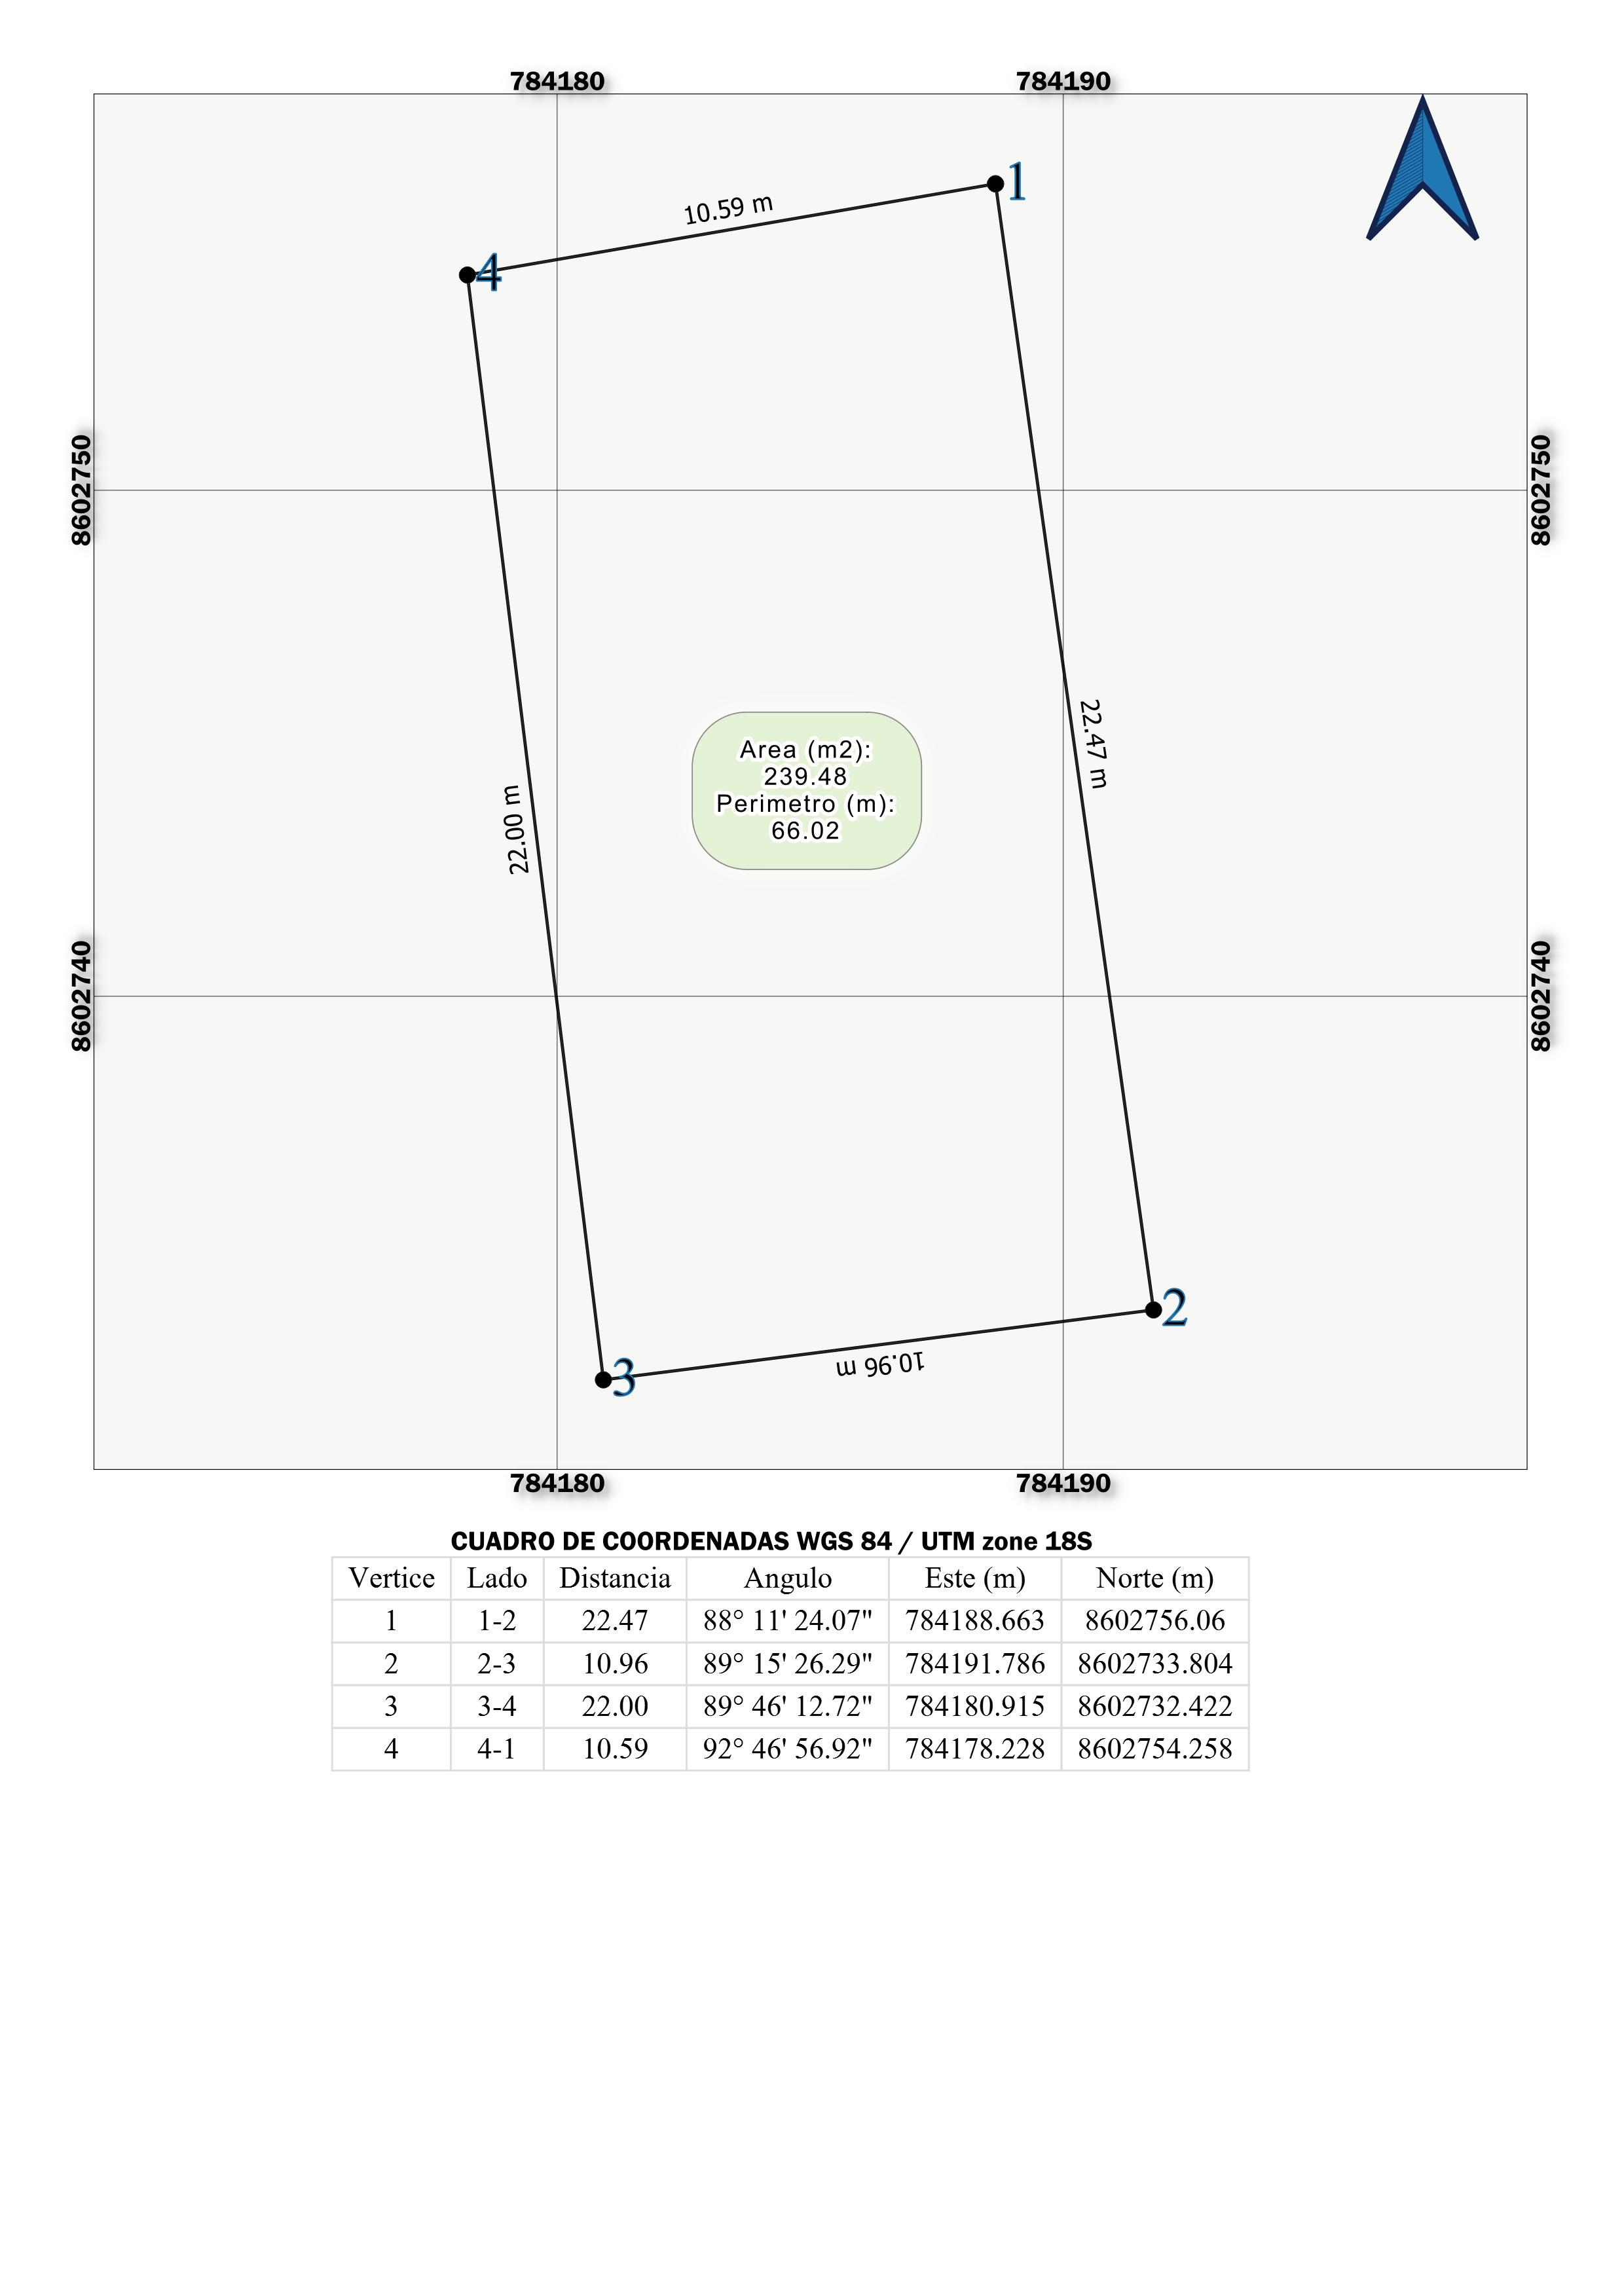 784180 784190
1
10.59 m
4
8602750 8602750
22.47 m
Area (m2):
239.48
Perimetro (m):
66.02
22.00 m
8602740 8602740
2
10.96 m
3
784180 784190
CUADRO DE COORDENADAS WGS 84 / UTM zone 18S
Vertice Lado Distancia Angulo Este (m) Norte (m)
1 1-2 22.47 88° 11' 24.07" 784188.663 8602756.06
2 2-3 10.96 89° 15' 26.29" 784191.786 8602733.804
3 3-4 22.00 89° 46' 12.72" 784180.915 8602732.422
4 4-1 10.59 92° 46' 56.92" 784178.228 8602754.258